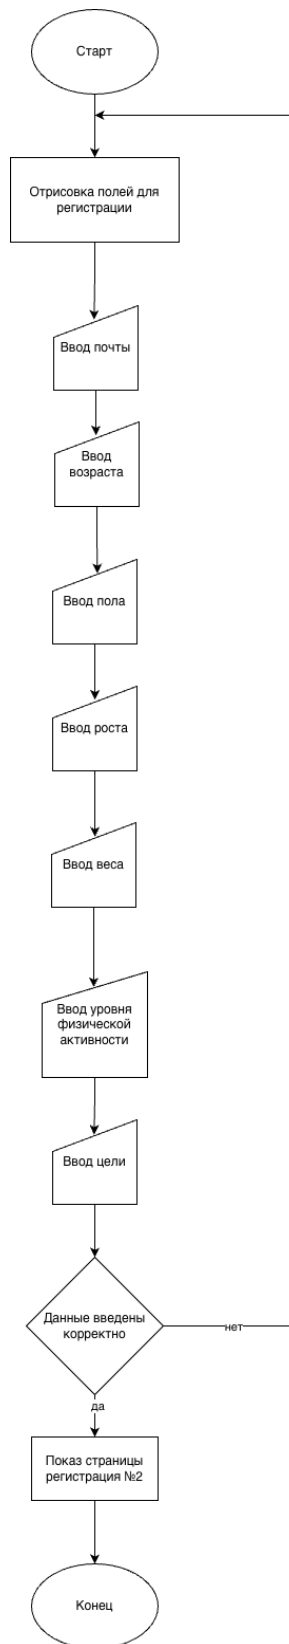 Старт
Отрисовка полей для
регистрации
Ввод почты
Ввод
возраста
Ввод пола
Ввод роста
Ввод веса
Ввод уровня
физической
активности
Ввод цели
Данные введены
корректно
нет
да
Показ страницы
регистрация №2
Конец